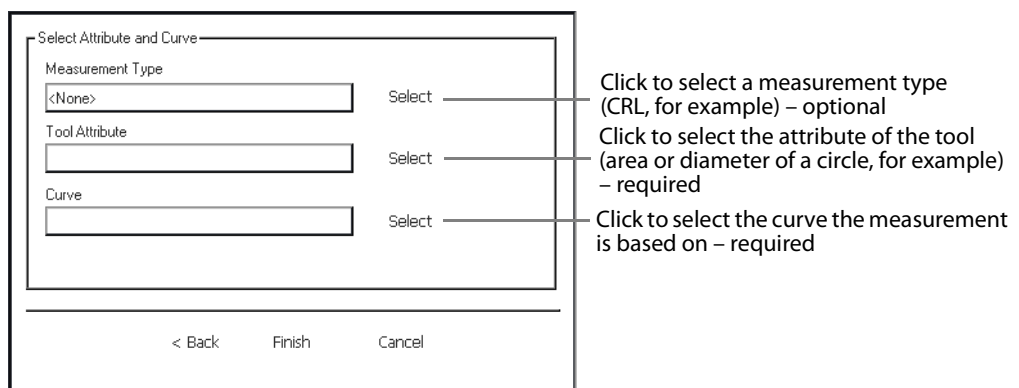 Select Attribute and Curve
Measurement Type
<None>
Select
Click to select a measurement type
(CRL, for example) – optional
Tool Attribute
Select
Click to select the attribute of the tool
(area or diameter of a circle, for example)
– required
Curve
Select
Click to select the curve the measurement
is based on – required
< Back Finish Cancel